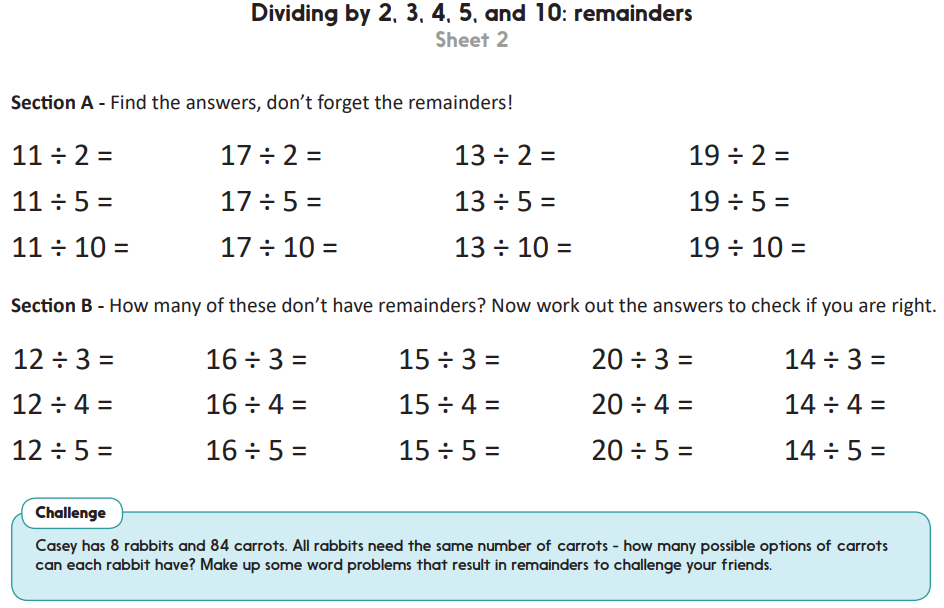 Dividing by 2, 3, 4, 5, and 10: remainders
Sheet 2
Section A - Find the answers, don't forget the remainders!
11 ÷ 2 = 17 ÷ 2 = 13 ÷ 2 = 19 ÷ 2 =
11 ÷ 5 = 17 ÷ 5 = 13 ÷ 5 = 19 ÷ 5 =
11 ÷ 10 = 17 ÷ 10 = 13 ÷ 10 = 19 ÷ 10 =
Section B - How many of these don't have remainders? Now work out the answers to check if you are right.
12 ÷ 3 = 16 ÷ 3 = 15 ÷ 3 = 20 ÷ 3 = 14 ÷ 3 =
12 ÷ 4 = 16 ÷ 4 = 15 ÷ 4 = 20 ÷ 4 = 14 ÷ 4 =
12 ÷ 5 = 16 ÷ 5 = 15 ÷ 5 = 20 ÷ 5 = 14 ÷ 5 =
Challenge
Casey has 8 rabbits and 84 carrots. All rabbits need the same number of carrots - how many possible options of carrots
can each rabbit have? Make up some word problems that result in remainders to challenge your friends.